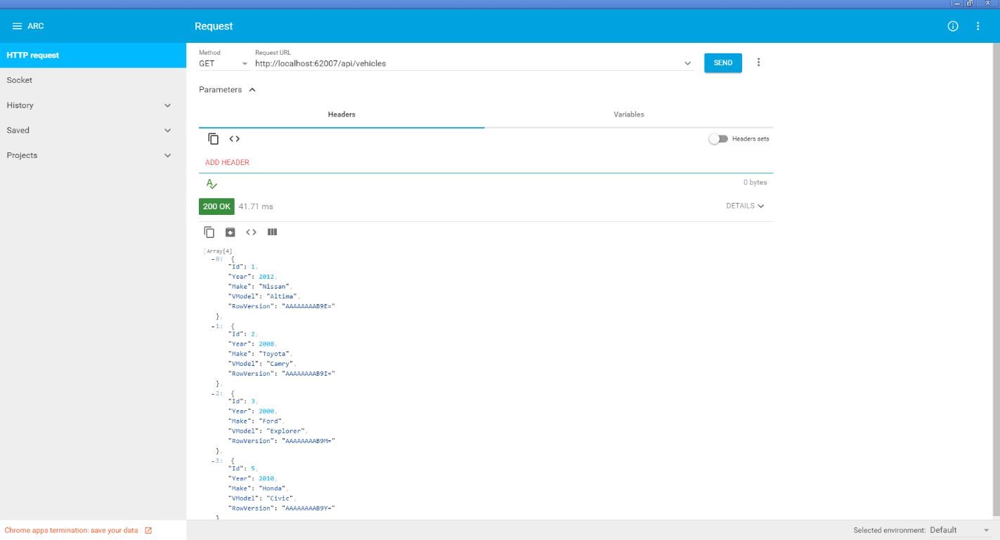 ARC
Request
HTTP request
Socket
History
Saved
Projects
Method
Request URL
GET
http://localhost:62007/api/vehicles
SEND
Parameters
Headers
Variables
Headers sets
ADD HEADER
0 bytes
200 OK
41.71 ms
DETAILS
[Array[4]
-0: {
"Id": 1,
"Year": 2012,
"Make": "Nissan",
"VModel": "Altima",
"RowVersion": "AAAAAAAAB9E="
},
-1: {
"Id": 2,
"Year": 2008,
"Make": "Toyota",
"VModel": "Camry",
"RowVersion": "AAAAAAAAB9I="
},
-2: {
"Id": 3,
"Year": 2000,
"Make": "Ford",
"VModel": "Explorer",
"RowVersion": "AAAAAAAAB9M="
},
-3: {
"Id": 5,
"Year": 2010,
"Make": "Honda",
"VModel": "Civic",
"RowVersion": "AAAAAAAAB9Y="
}
Chrome apps termination: save your data
Selected environment: Default